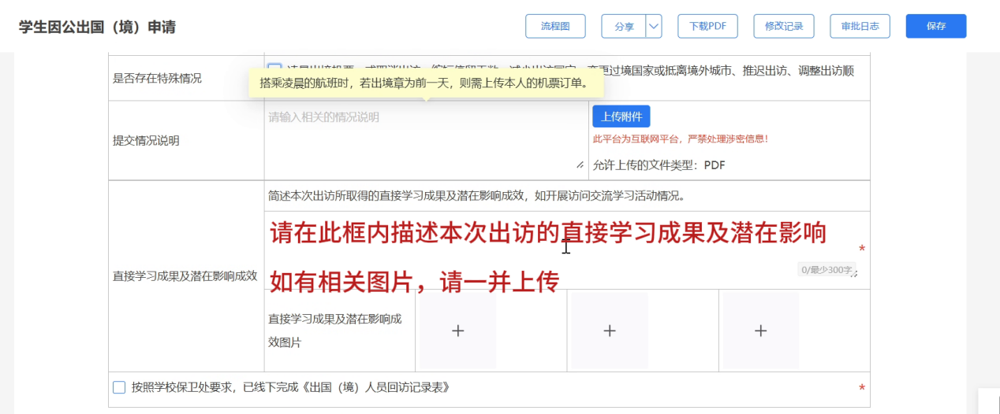 学生因公出国（境）申请
流程图
分享
下载PDF
修改记录
审批日志
保存
是否存在特殊情况
变更过境国家或抵离境外城市、推迟出访、调整出访顺
搭乘凌晨的航班时，若出境章为前一天，则需上传本人的机票订单。
提交情况说明
请输入相关的情况说明
上传附件
此平台为互联网平台，严禁处理涉密信息！
允许上传的文件类型：PDF
直接学习成果及潜在影响成效
简述本次出访所取得的直接学习成果及潜在影响成效，如开展访问交流学习活动情况。
请在此框内描述本次出访的直接学习成果及潜在影响
*
如有相关图片，请一并上传
0/最少300字
直接学习成果及潜在影响成
效图片
+
+
+
按照学校保卫处要求，已线下完成《出国（境）人员回访记录表》
*